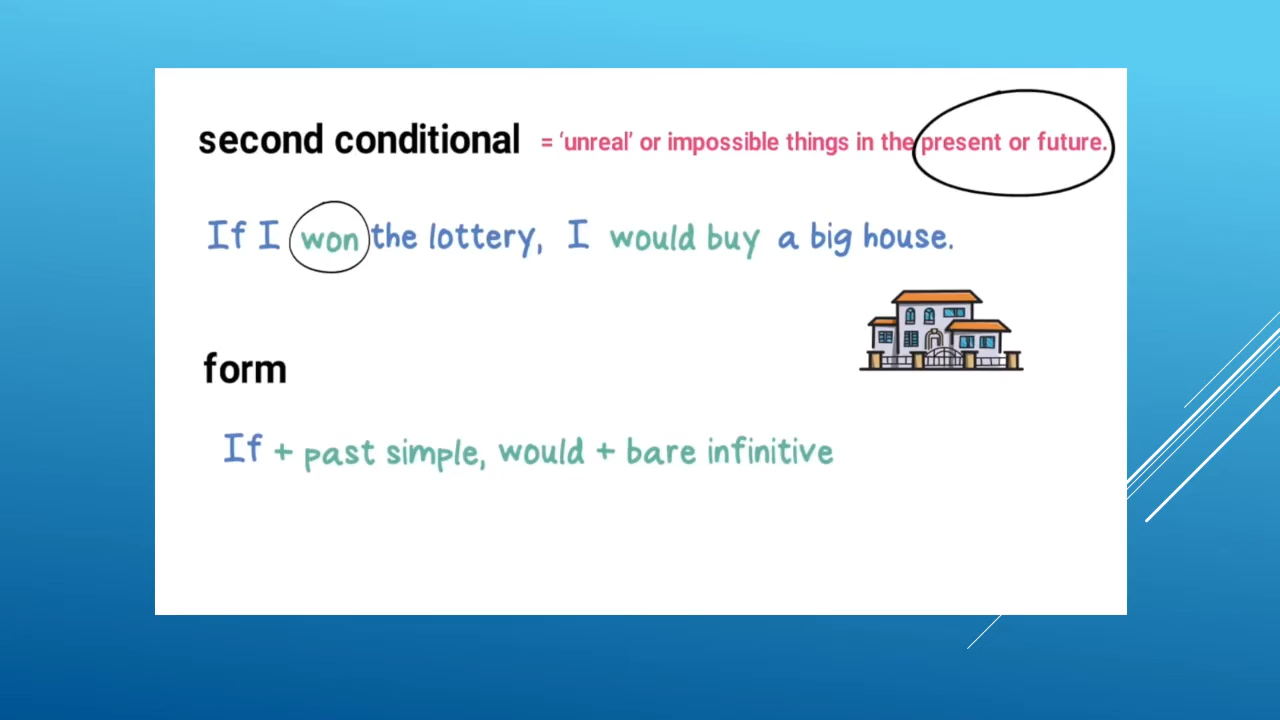 second conditional = ‘unreal’ or impossible things in the present or future.
If I won the lottery, I would buy a big house.
form
If + past simple, would + bare infinitive